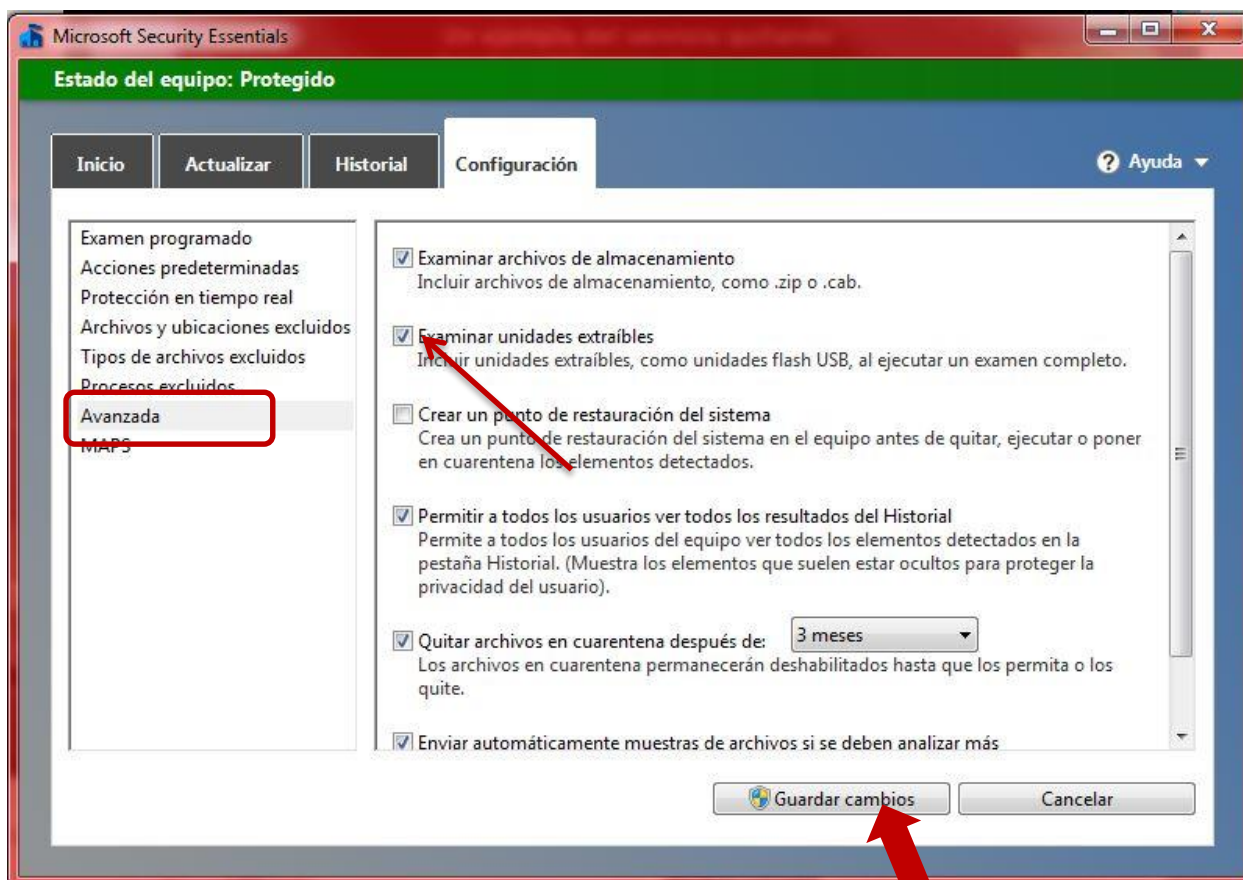 Microsoft Security Essentials
Estado del equipo: Protegido
Inicio
Actualizar
Historial
Configuración
Ayuda
Examen programado
Acciones predeterminadas
Protección en tiempo real
Archivos y ubicaciones excluidos
Tipos de archivos excluidos
Procesos excluidos
Avanzada
MAPS
Examinar archivos de almacenamiento
Incluir archivos de almacenamiento, como .zip o .cab.
Examinar unidades extraíbles
Incluir unidades extraíbles, como unidades flash USB, al ejecutar un examen completo.
Crear un punto de restauración del sistema
Crea un punto de restauración del sistema en el equipo antes de quitar, ejecutar o poner
en cuarentena los elementos detectados.
Permitir a todos los usuarios ver todos los resultados del Historial
Permite a todos los usuarios del equipo ver todos los elementos detectados en la
pestaña Historial. (Muestra los elementos que suelen estar ocultos para proteger la
privacidad del usuario).
Quitar archivos en cuarentena después de: 3 meses
Los archivos en cuarentena permanecerán deshabilitados hasta que los permita o los
quite.
Enviar automáticamente muestras de archivos si se deben analizar más
Guardar cambios
Cancelar